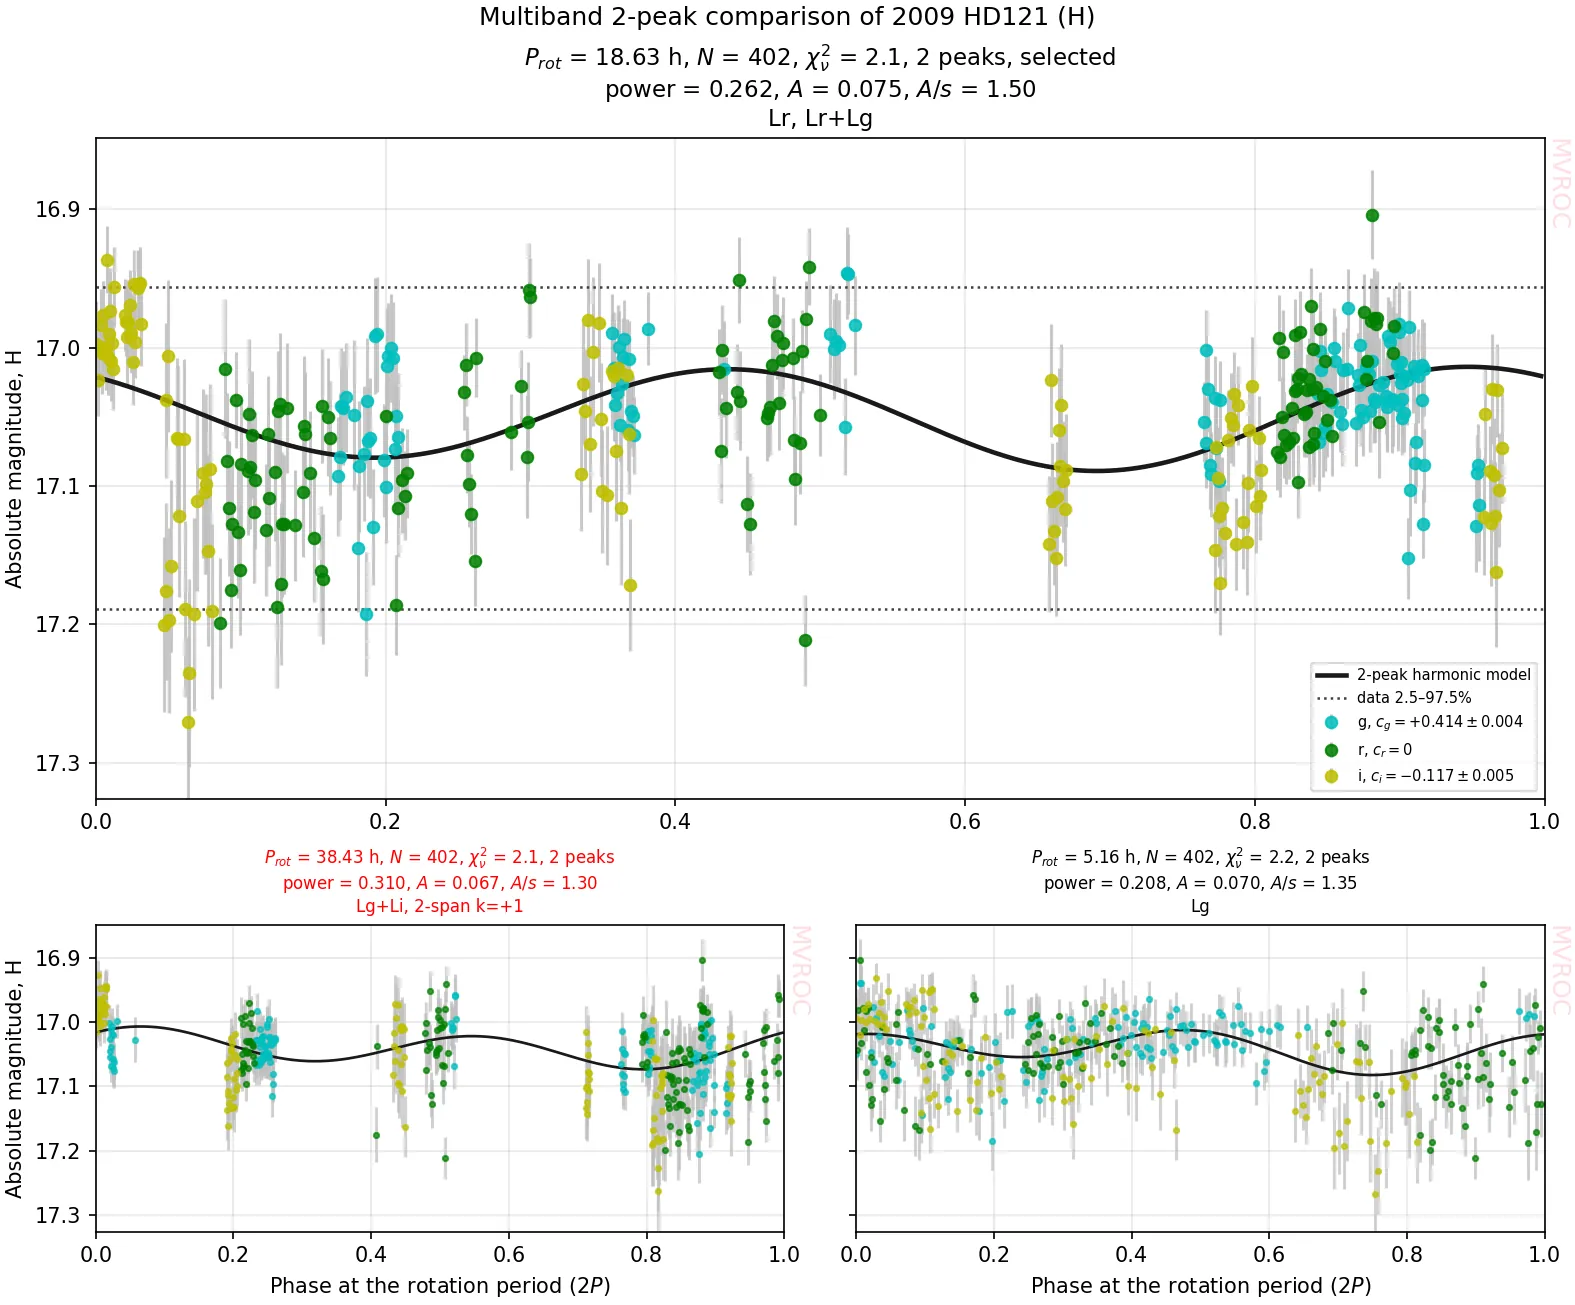 Multiband 2-peak comparison of 2009 HD121 (H)
P_rot = 18.63 h, N = 402, χ²_ν = 2.1, 2 peaks, selected
power = 0.262, A = 0.075, A/s = 1.50
Lr, Lr+Lg
MVROC
Absolute magnitude, H
16.9
17.0
17.1
17.2
17.3
2-peak harmonic model
data 2.5–97.5%
g, c_g = +0.414 ± 0.004
r, c_r = 0
i, c_i = −0.117 ± 0.005
0.0 0.2 0.4 0.6 0.8 1.0
P_rot = 38.43 h, N = 402, χ²_ν = 2.1, 2 peaks
power = 0.310, A = 0.067, A/s = 1.30
Lg+Li, 2-span k=+1
MVROC
Absolute magnitude, H
16.9
17.0
17.1
17.2
17.3
0.0 0.2 0.4 0.6 0.8 1.0
Phase at the rotation period (2P)
P_rot = 5.16 h, N = 402, χ²_ν = 2.2, 2 peaks
power = 0.208, A = 0.070, A/s = 1.35
Lg
MVROC
0.0 0.2 0.4 0.6 0.8 1.0
Phase at the rotation period (2P)